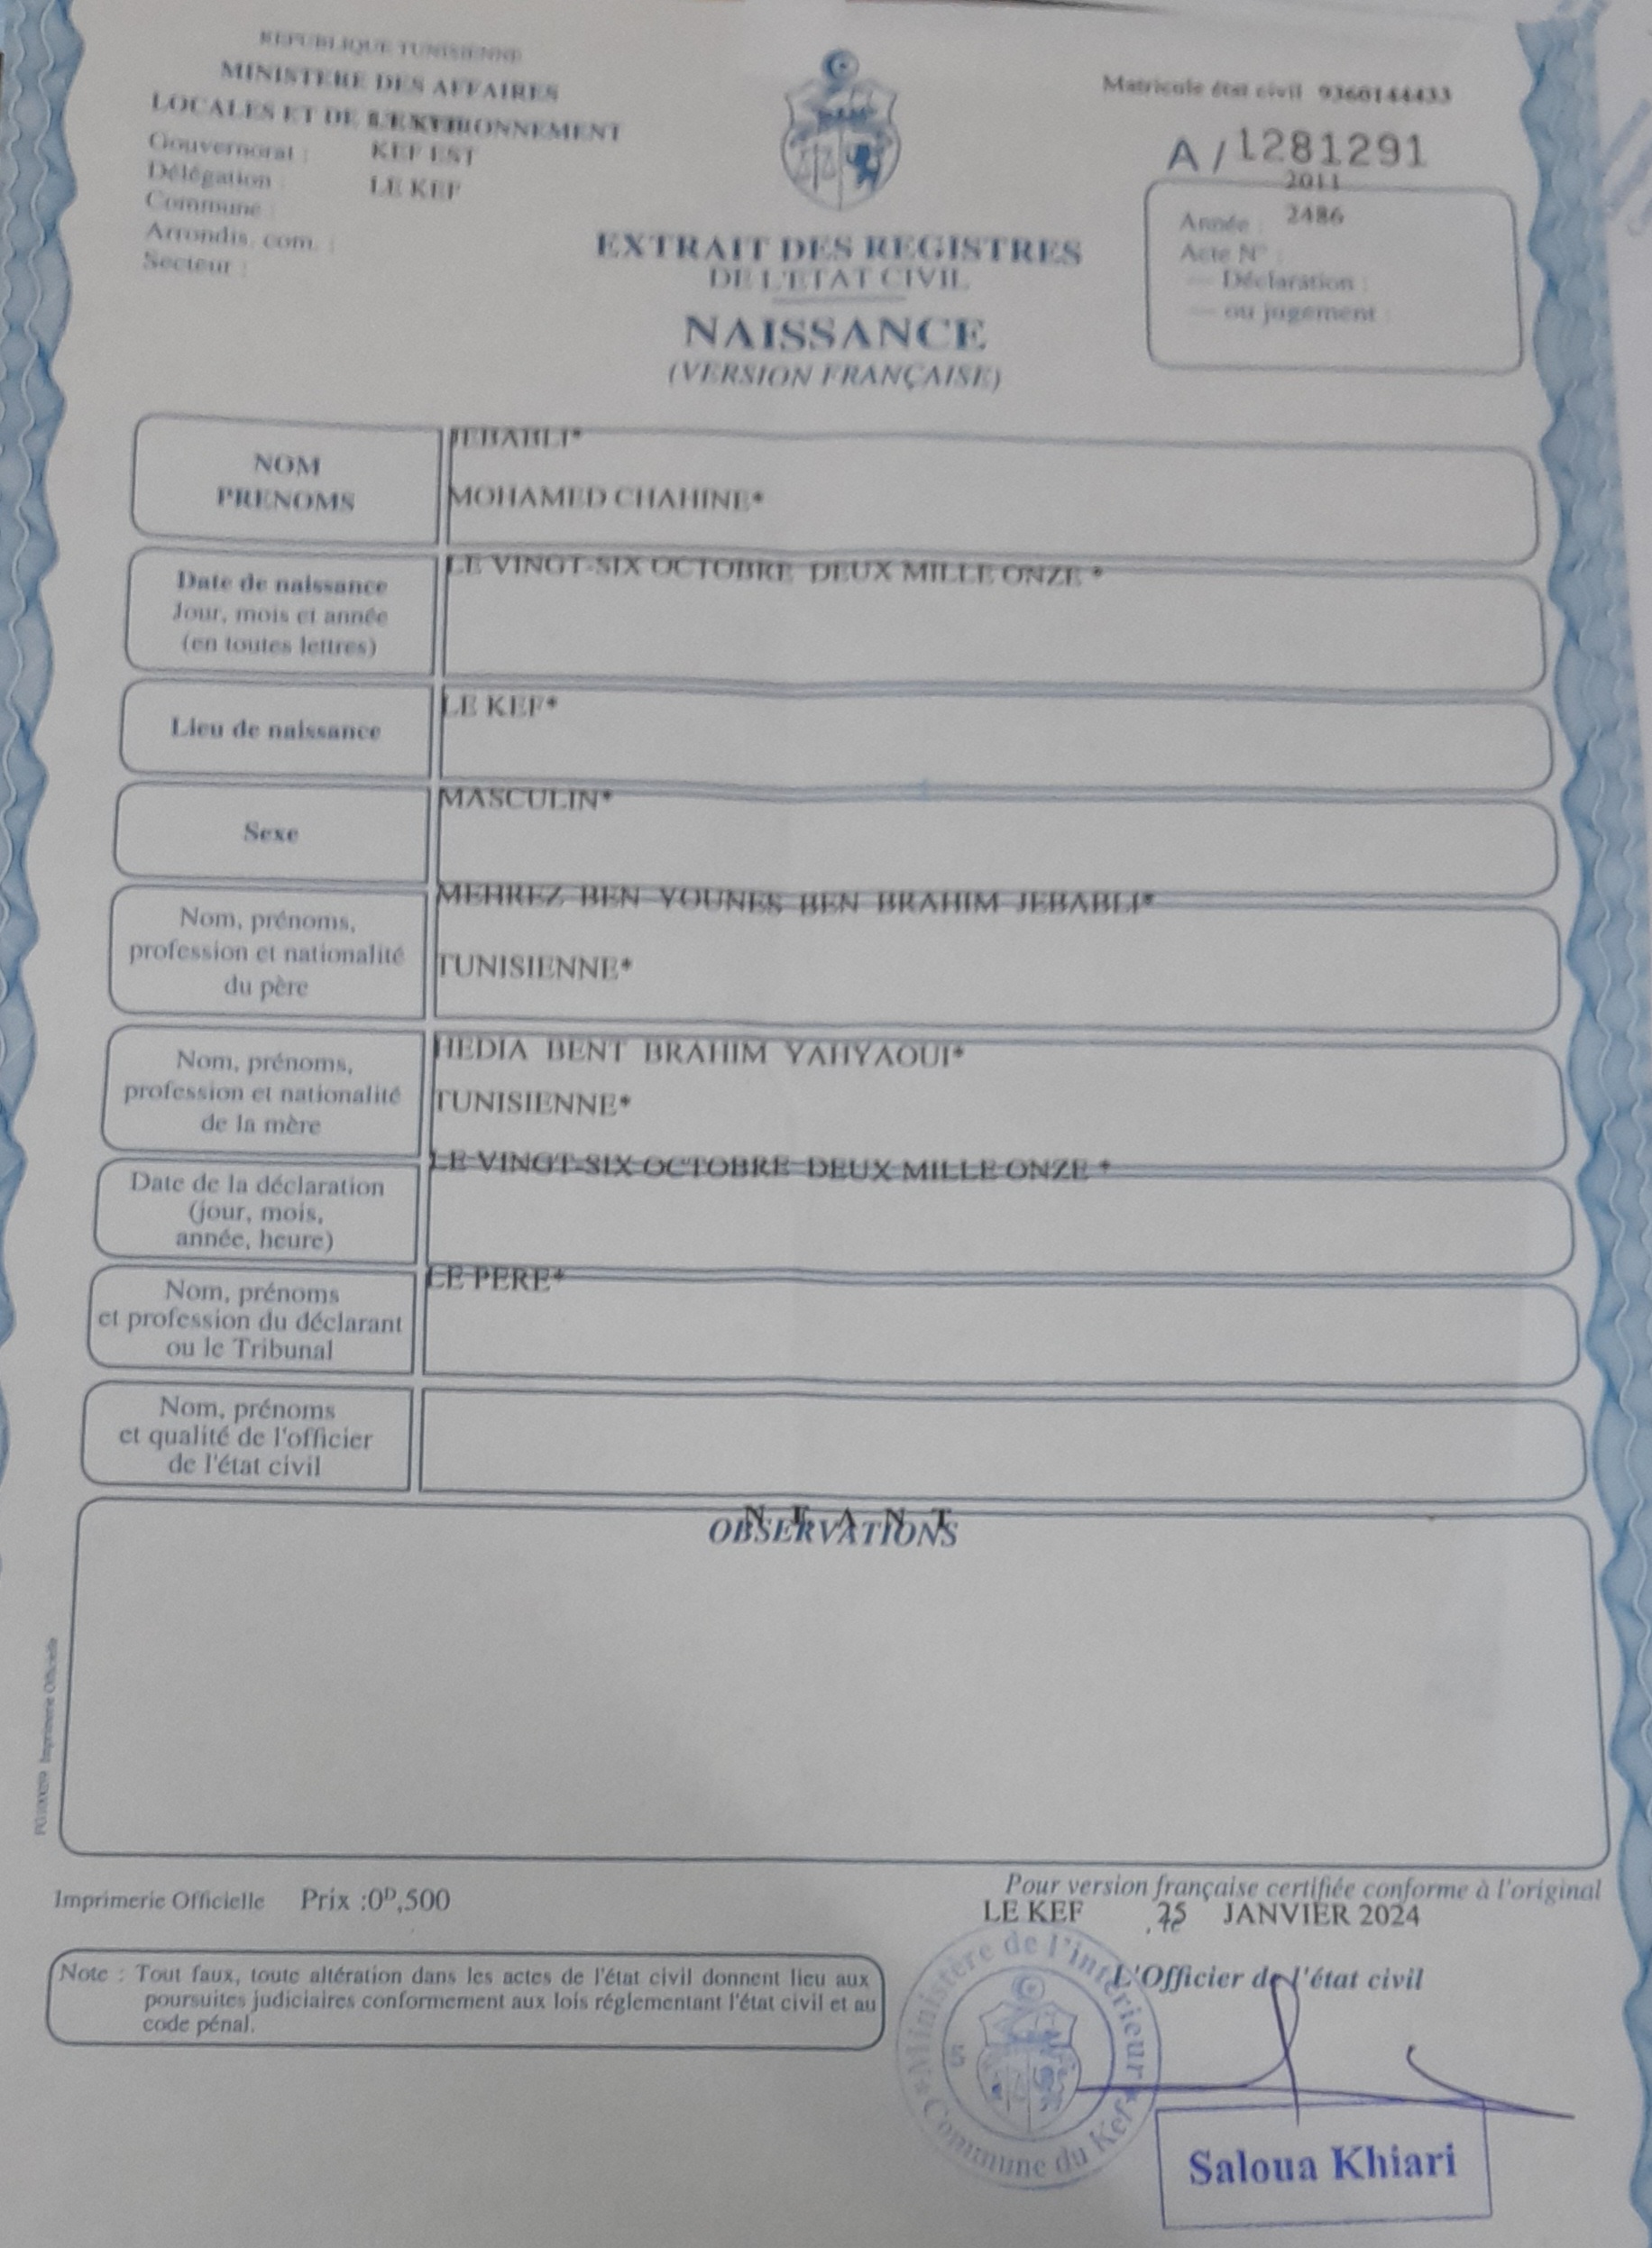 REPUBLIQUE TUNISIENNE
MINISTERE DES AFFAIRES
LOCALES ET DE L'ENVIRONNEMENT
Gouvernorat : KEF EST
Délégation : LE KEF
Commune :
Arrondis. com. :
Secteur :
EXTRAIT DES REGISTRES
DE L'ETAT CIVIL
NAISSANCE
(VERSION FRANÇAISE)
Matricule état civil 9360144433
A / 1281291
2011
Année : 2486
Acte N° :
— Déclaration :
— ou jugement :
NOM
PRENOMS
JEBABLI*
MOHAMED CHAHINE*
Date de naissance
Jour, mois et année
(en toutes lettres)
LE VINGT-SIX OCTOBRE DEUX MILLE ONZE *
Lieu de naissance
LE KEF*
Sexe
MASCULIN*
Nom, prénoms,
profession et nationalité
du père
MEHREZ BEN YOUNES BEN BRAHIM JEBABLI*
TUNISIENNE*
Nom, prénoms,
profession et nationalité
de la mère
HEDIA BENT BRAHIM YAHYAOUI*
TUNISIENNE*
Date de la déclaration
(jour, mois,
année, heure)
LE VINGT-SIX OCTOBRE DEUX MILLE ONZE *
Nom, prénoms
et profession du déclarant
ou le Tribunal
LE PERE*
Nom, prénoms
et qualité de l'officier
de l'état civil
N E A N T
OBSERVATIONS
Imprimerie Officielle Prix :0ᴰ,500
Pour version française certifiée conforme à l'original
LE KEF 25 JANVIER 2024
L'Officier de l'état civil
Note : Tout faux, toute altération dans les actes de l'état civil donnent lieu aux
poursuites judiciaires conformement aux lois réglementant l'état civil et au
code pénal.
Ministère de l'intérieur
Commune du Kef
Saloua Khiari